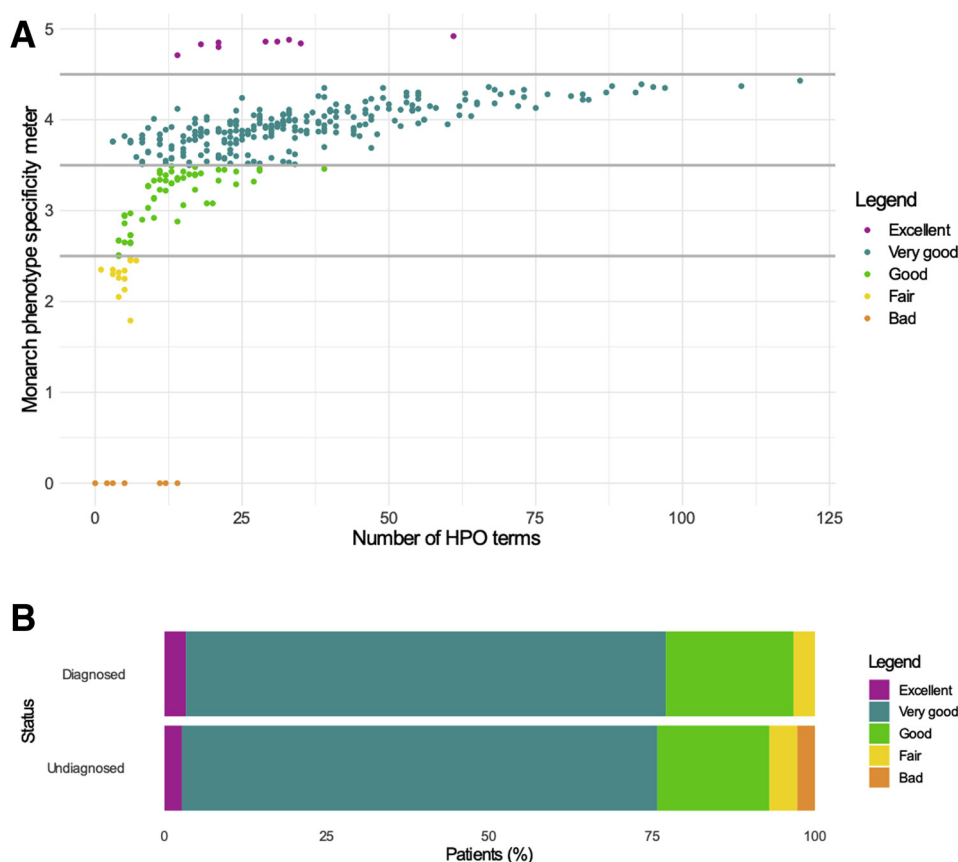 A
Monarch phenotype specificity meter
5
4
3
2
1
0
0 25 50 75 100 125
Number of HPO terms
Legend
Excellent
Very good
Good
Fair
Bad
B
Status
Diagnosed
Undiagnosed
0 25 50 75 100
Patients (%)
Legend
Excellent
Very good
Good
Fair
Bad